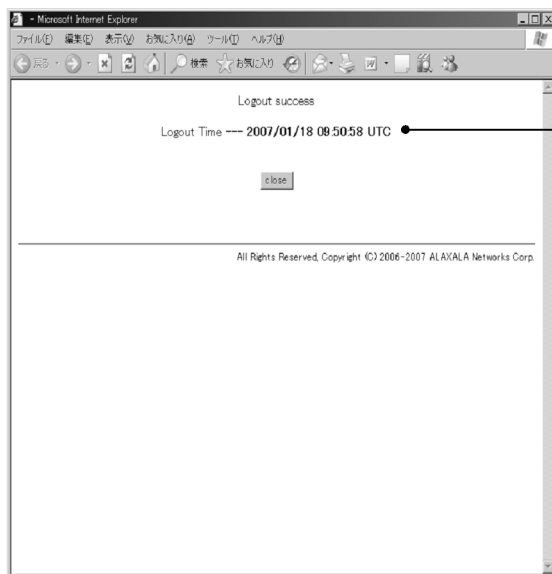 - Microsoft Internet Explorer
ファイル(F) 編集(E) 表示(V) お気に入り(A) ツール(T) ヘルプ(H)
戻る 検索 お気に入り
Logout success
Logout Time --- 2007/01/18 09:50:58 UTC
close
All Rights Reserved, Copyright (C) 2006-2007 ALAXALA Networks Corp.